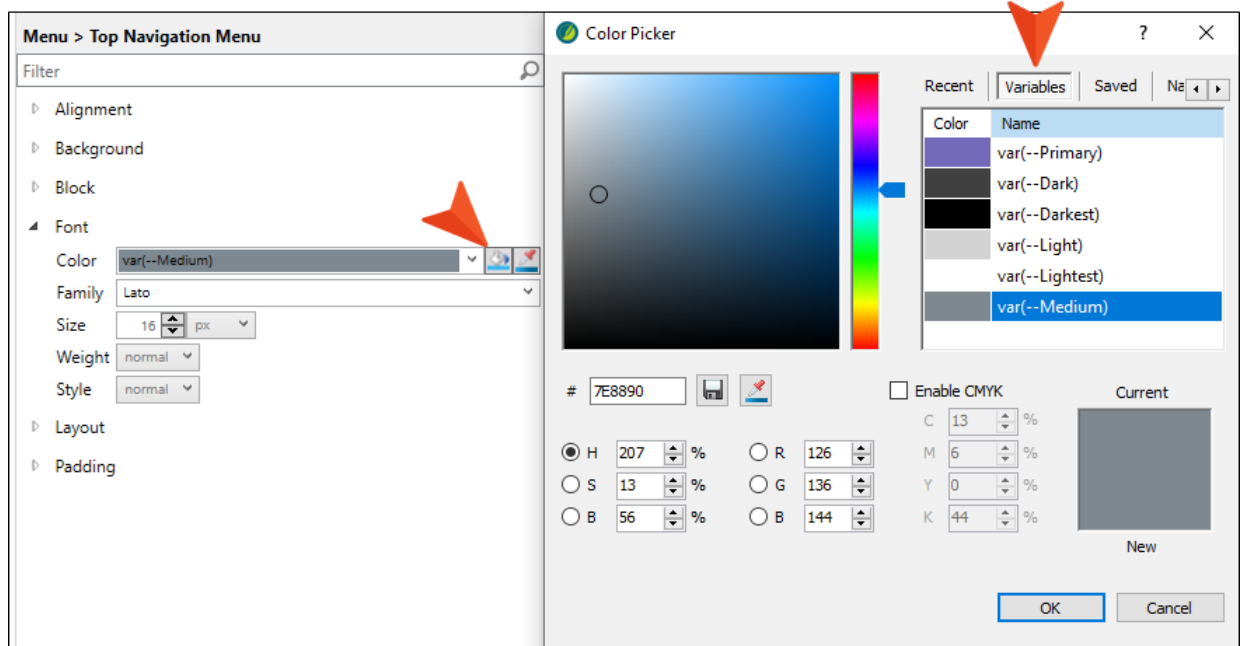 Menu > Top Navigation Menu
Filter
Alignment
Background
Block
Font
Color var(--Medium)
Family Lato
Size 16 px
Weight normal
Style normal
Layout
Padding
Color Picker ? ×
Recent Variables Saved Na
Color Name
var(--Primary)
var(--Dark)
var(--Darkest)
var(--Light)
var(--Lightest)
var(--Medium)
# 7E8890 Enable CMYK Current
C 13 %
H 207 % R 126 M 6 %
S 13 % G 136 Y 0 %
B 56 % B 144 K 44 %
New
OK Cancel